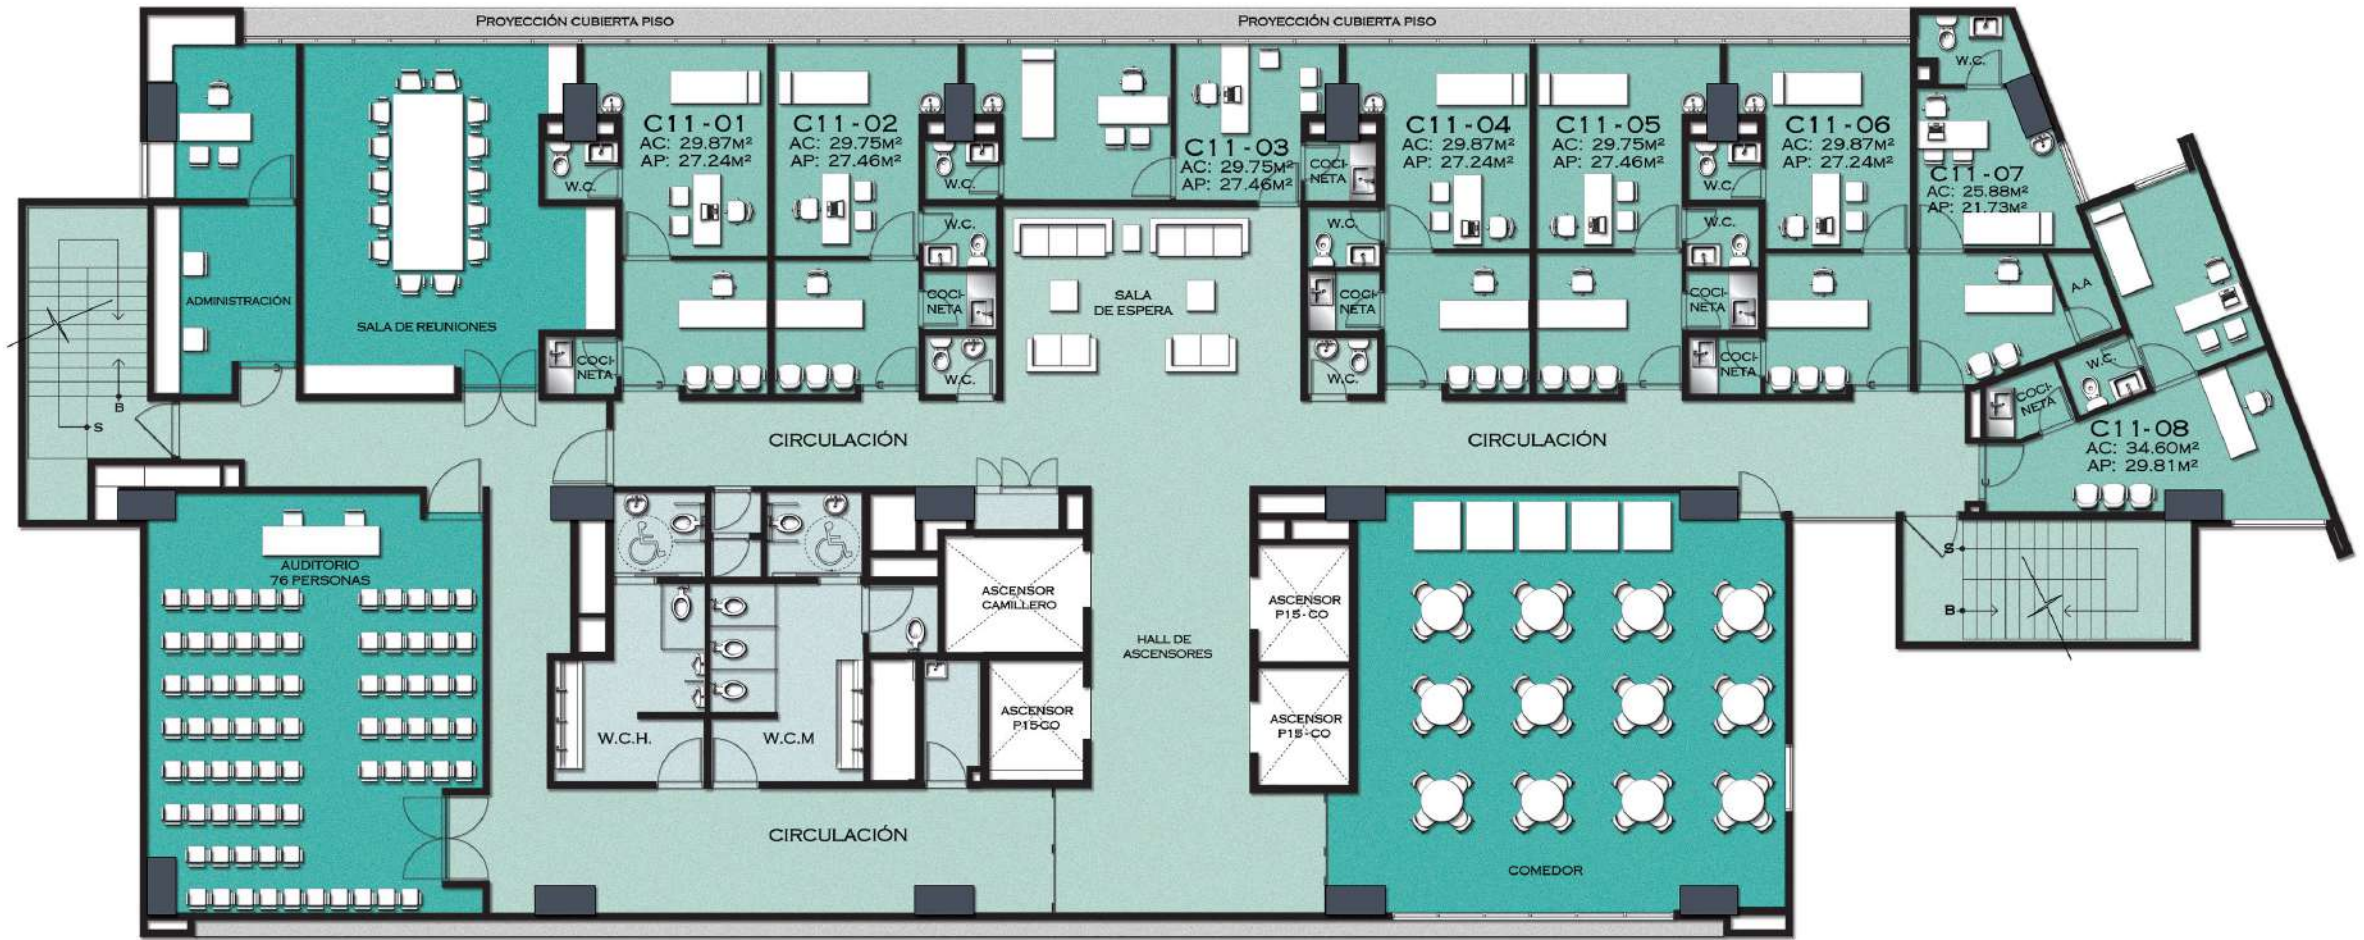 PROYECCIÓN CUBIERTA PISO
PROYECCIÓN CUBIERTA PISO
W.C.
C11-01
AC: 29.87M²
AP: 27.24M²
C11-02
AC: 29.75M²
AP: 27.46M²
C11-03
AC: 29.75M²
AP: 27.46M²
COCI-
NETA
C11-04
AC: 29.87M²
AP: 27.24M²
C11-05
AC: 29.75M²
AP: 27.46M²
C11-06
AC: 29.87M²
AP: 27.24M²
C11-07
AC: 25.88M²
AP: 21.73M²
W.C.
W.C.
W.C.
W.C.
W.C.
W.C.
ADMINISTRACIÓN
SALA DE REUNIONES
COCI-
NETA
SALA
DE ESPERA
COCI-
NETA
COCI-
NETA
A.A
COCI-
NETA
W.C.
W.C.
COCI-
NETA
W.C.
COCI-
NETA
B
S
CIRCULACIÓN
CIRCULACIÓN
C11-08
AC: 34.60M²
AP: 29.81M²
AUDITORIO
76 PERSONAS
ASCENSOR
CAMILLERO
ASCENSOR
P15-CO
S
B
HALL DE
ASCENSORES
ASCENSOR
P15-CO
ASCENSOR
P15-CO
W.C.H.
W.C.M
CIRCULACIÓN
COMEDOR